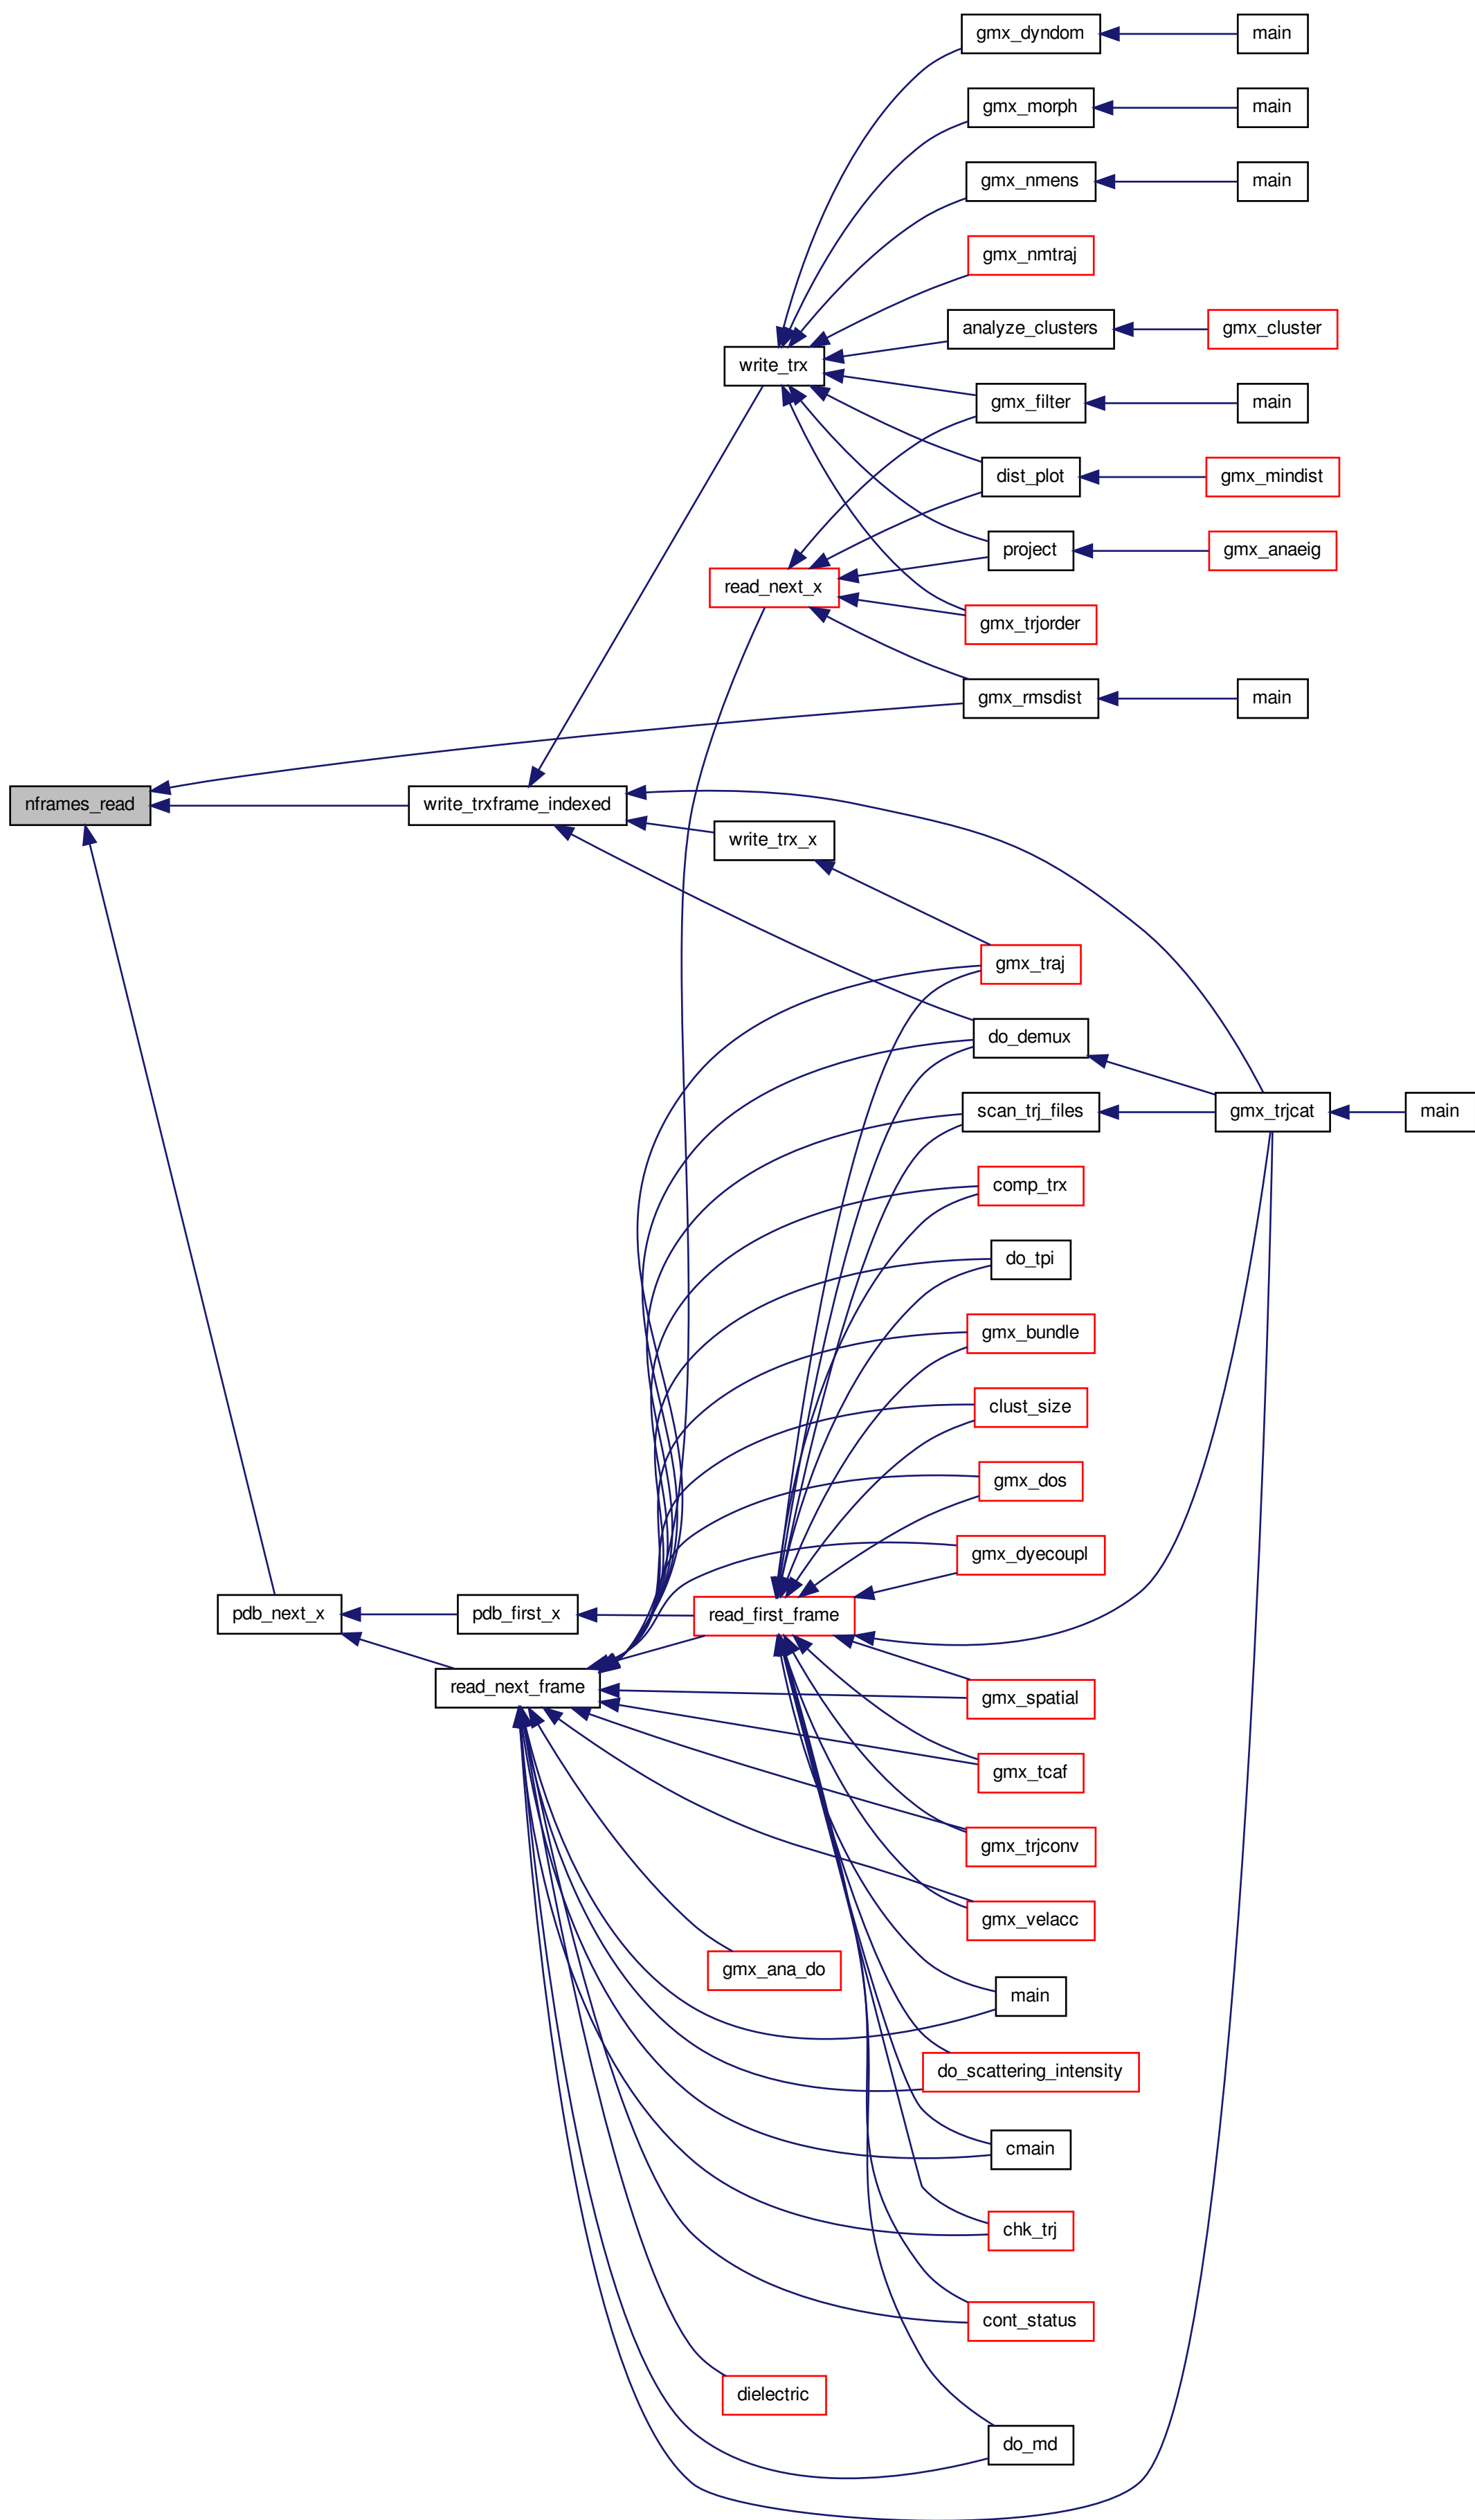 gmx_dyndom
main
gmx_morph
main
gmx_nmens
main
gmx_nmtraj
analyze_clusters
gmx_cluster
write_trx
gmx_filter
main
dist_plot
gmx_mindist
project
gmx_anaeig
read_next_x
gmx_trjorder
gmx_rmsdist
main
nframes_read
write_trxframe_indexed
write_trx_x
gmx_traj
do_demux
scan_trj_files
gmx_trjcat
main
comp_trx
do_tpi
gmx_bundle
clust_size
gmx_dos
gmx_dyecoupl
pdb_next_x
pdb_first_x
read_first_frame
read_next_frame
gmx_spatial
gmx_tcaf
gmx_trjconv
gmx_velacc
gmx_ana_do
main
do_scattering_intensity
cmain
chk_trj
cont_status
dielectric
do_md